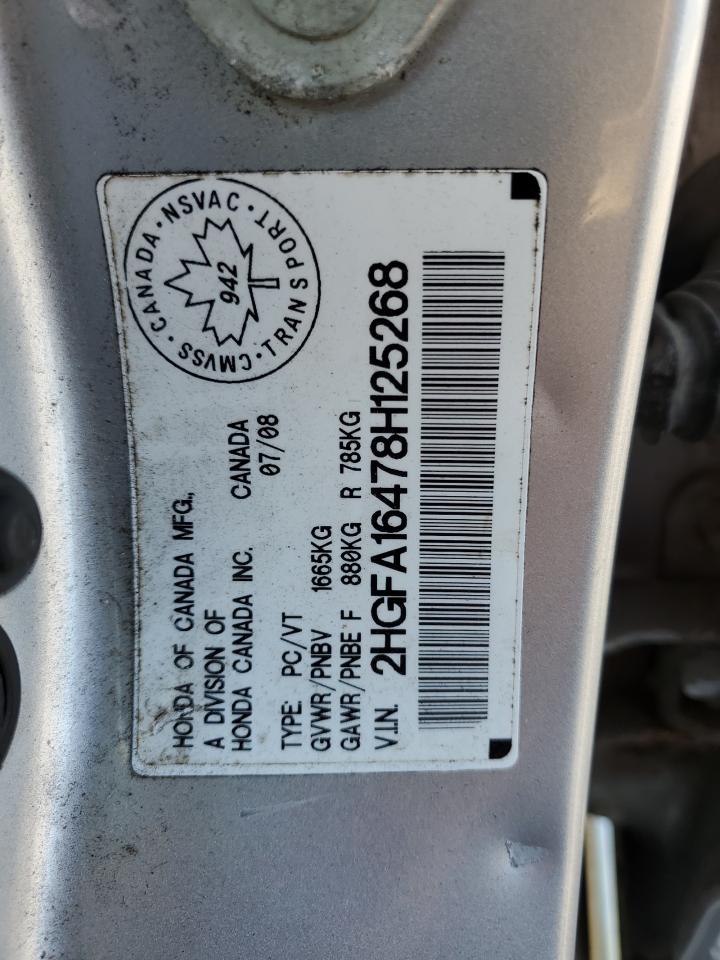 CMVSS · CANADA · NSVAC · TRANSPORT ·
942
HONDA OF CANADA MFG.,
A DIVISION OF
HONDA CANADA INC. CANADA
07/08
TYPE: PC/VT
GVWR/PNBV 1665KG
GAWR/PNBE F 880KG R 785KG
V.I.N. 2HGFA16478H125268